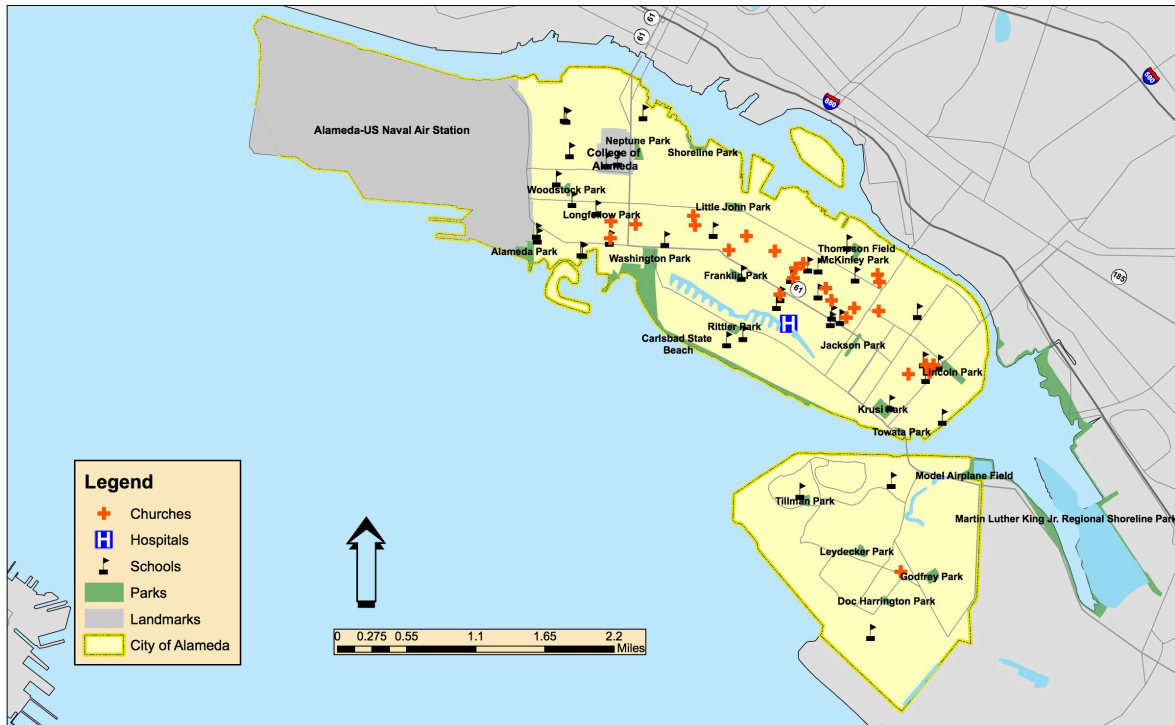 61
61
580
880
Alameda-US Naval Air Station
Neptune Park
College of
Alameda
Shoreline Park
Woodstock Park
Longfellow Park
Little John Park
Alameda Park
Washington Park
Thompson Field
McKinley Park
Franklin Park
61
185
Rittler Park
Carlsbad State
Beach
Jackson Park
Lincoln Park
Krusi Park
Towata Park
Model Airplane Field
Tillman Park
Martin Luther King Jr. Regional Shoreline Park
Leydecker Park
Godfrey Park
Doc Harrington Park
H
Legend
Churches
H Hospitals
Schools
Parks
Landmarks
City of Alameda
0 0.275 0.55 1.1 1.65 2.2
Miles